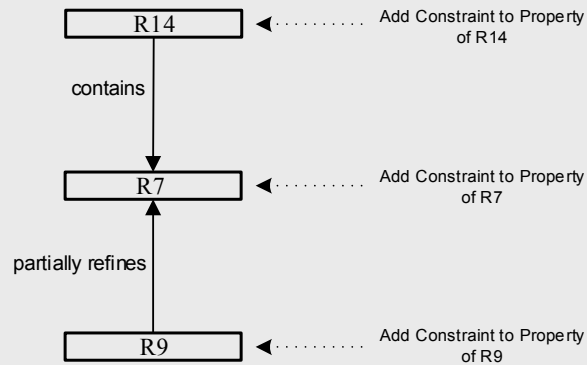 R14
Add Constraint to Property
of R14
contains
R7
Add Constraint to Property
of R7
partially refines
R9
Add Constraint to Property
of R9